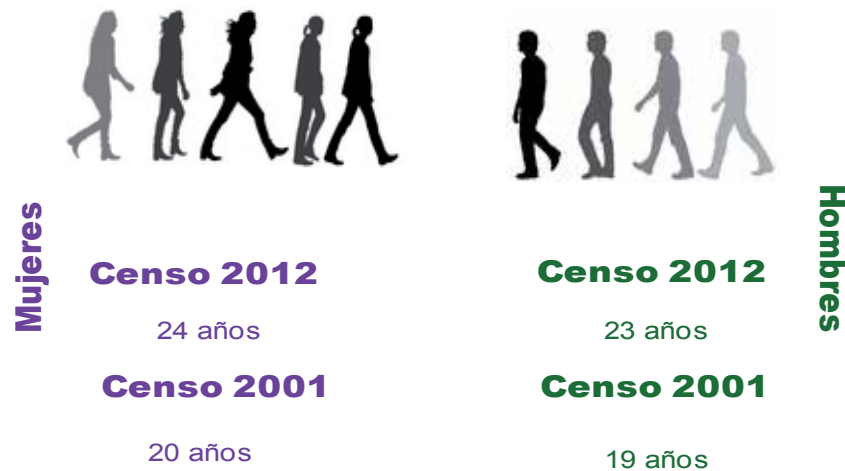 Mujeres
Censo 2012
24 años
Censo 2001
20 años
Hombres
Censo 2012
23 años
Censo 2001
19 años